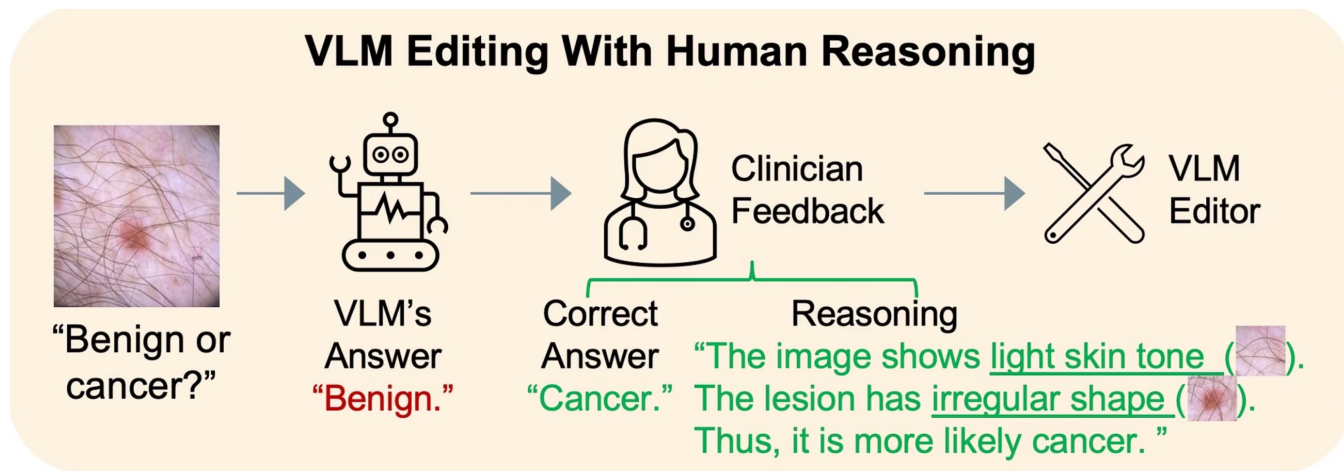 VLM Editing With Human Reasoning
“Benign or
cancer?”
VLM’s
Answer
“Benign.”
Clinician
Feedback
Correct
Answer
“Cancer.”
Reasoning
“The image shows light skin tone ( ).
The lesion has irregular shape ( ).
Thus, it is more likely cancer. ”
VLM
Editor